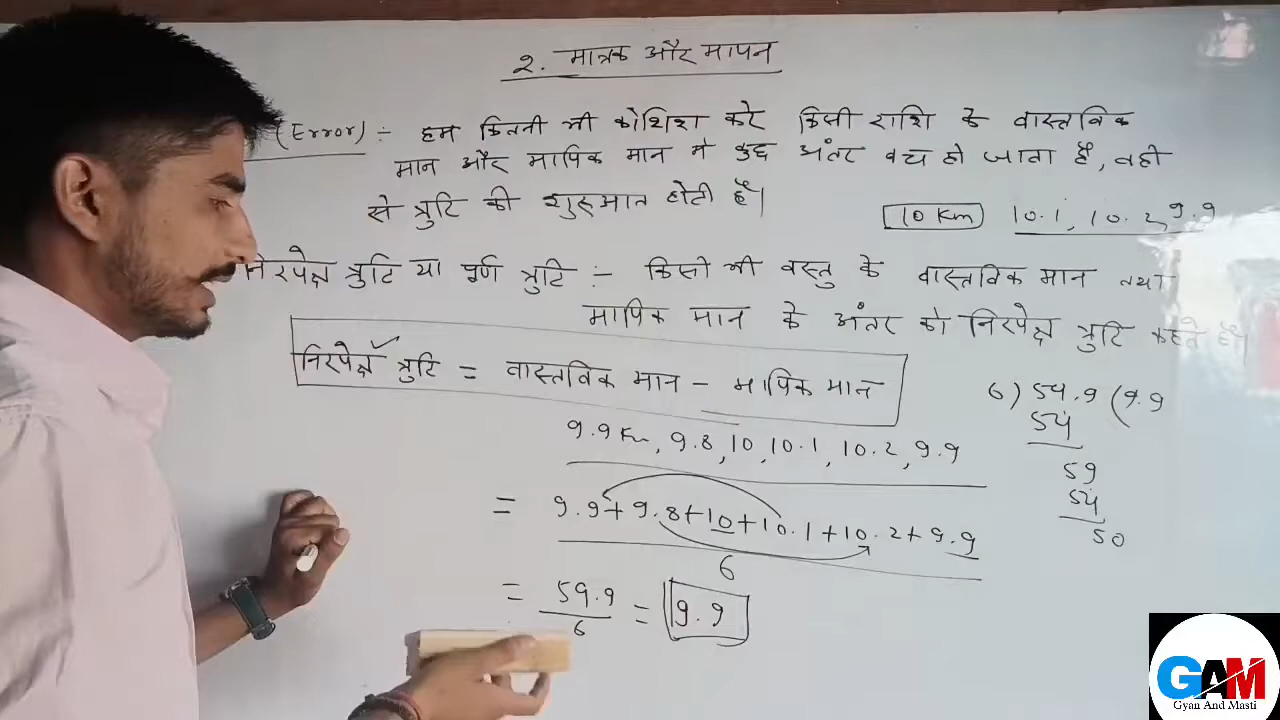 2. मात्रक और मापन
(Error) :- हम कितनी भी कोशिश करे किसी राशि के वास्तविक
मान और मापिक मान मे कुछ अंतर बच ही जाता है, वही
से त्रुटि की शुरुआत होती है।
10 Km 10.1, 10.2, 9.9
निरपेक्ष त्रुटि या पूर्ण त्रुटि :- किसी भी वस्तु के वास्तविक मान तथा
मापिक मान के अंतर को निरपेक्ष त्रुटि कहते है।
निरपेक्ष त्रुटि = वास्तविक मान - मापिक मान
9.9 Km, 9.8, 10, 10.1, 10.2, 9.9
= 9.9+9.8+10+10.1+10.2+9.9
6
= 59.9
6
= 9.9
6) 59.9 (9.9
54
59
54
50
GAM
Gyan And Masti